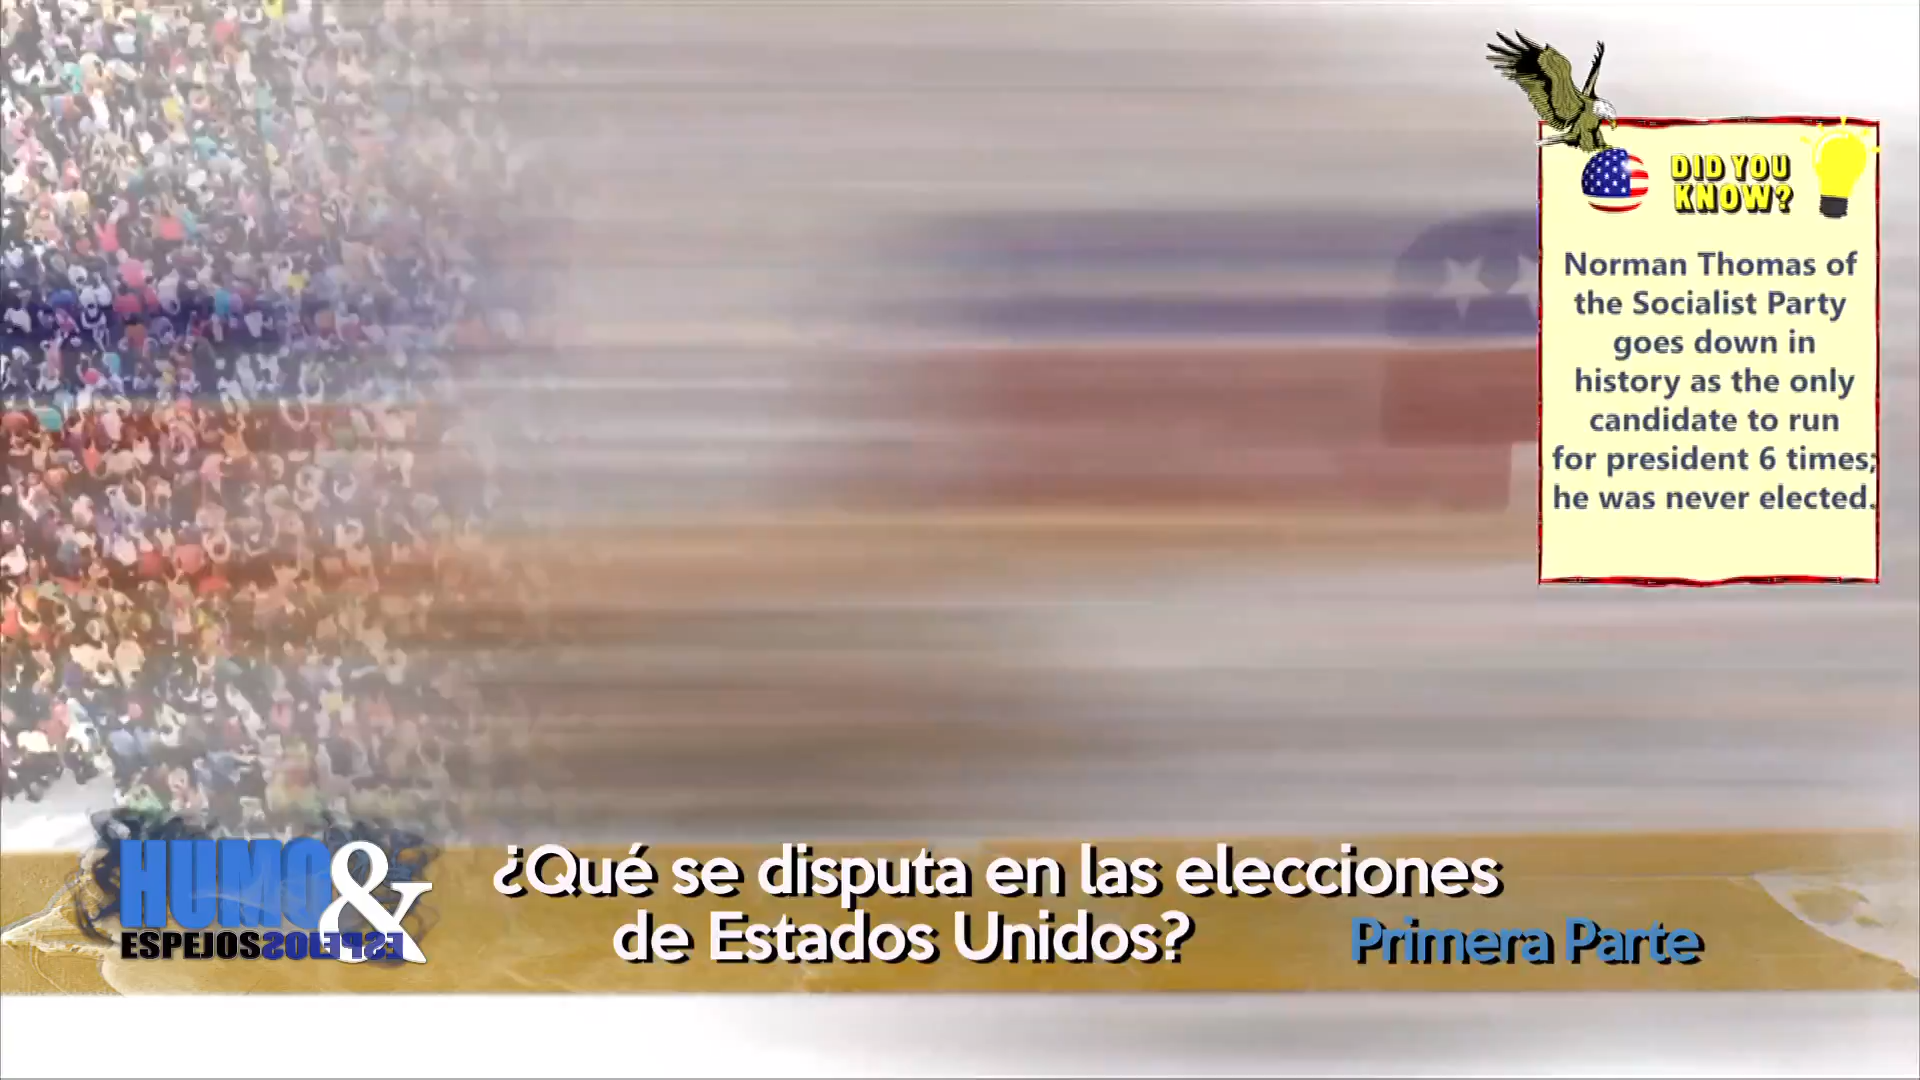 DID YOU
KNOW?
Norman Thomas of
the Socialist Party
goes down in
history as the only
candidate to run
for president 6 times;
he was never elected.
HUMO&
ESPEJOS
¿Qué se disputa en las elecciones
de Estados Unidos?
Primera Parte